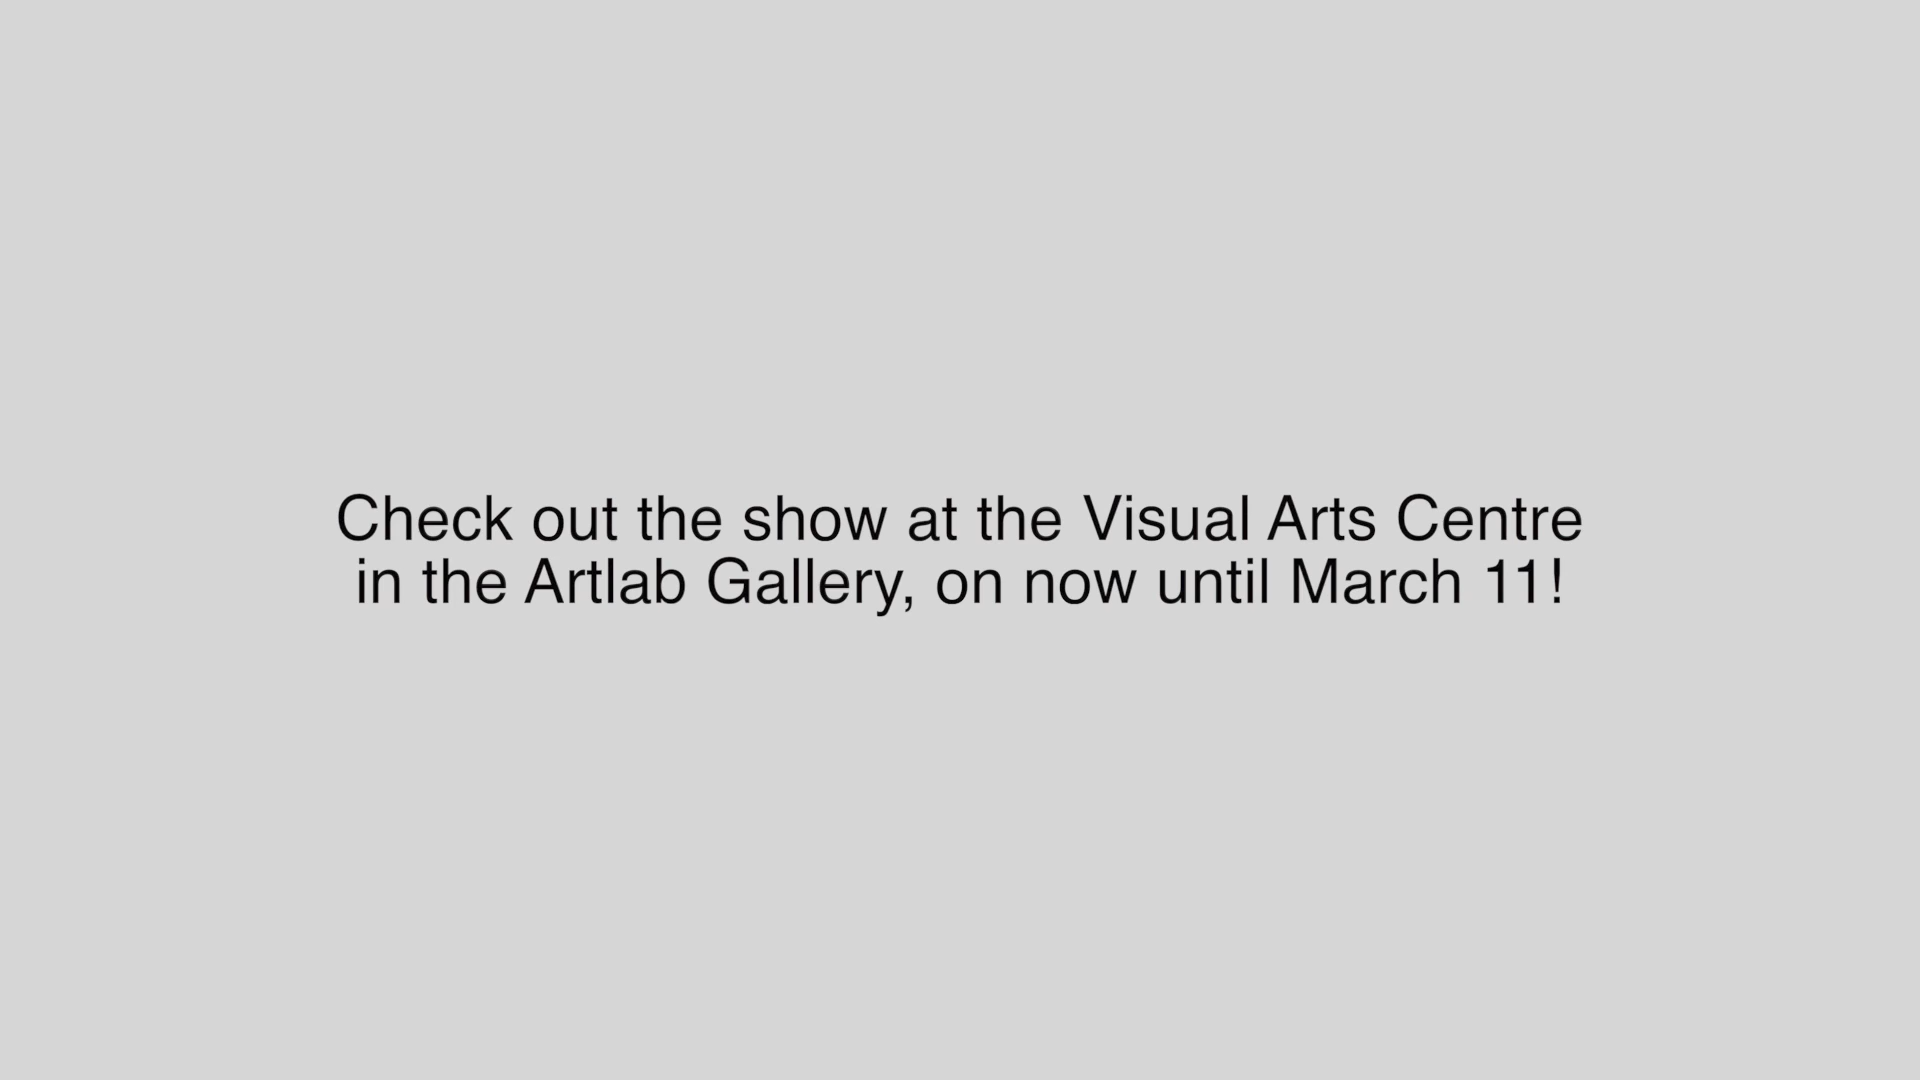 Check out the show at the Visual Arts Centre
in the Artlab Gallery, on now until March 11!